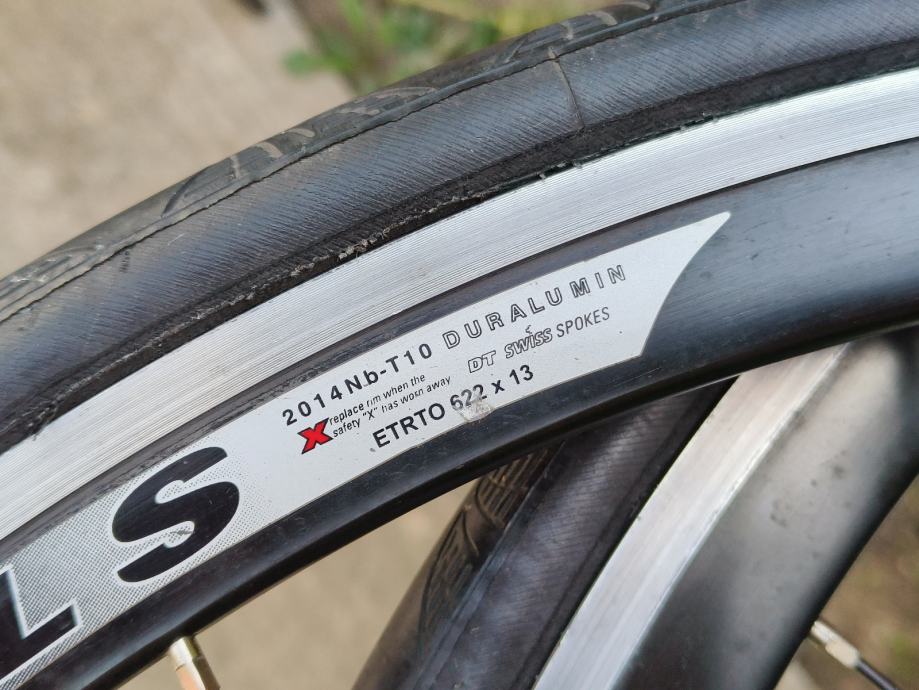 2014Nb-T10 DURALUMIN
X replace rim when the
safety "X" has worn away
DT swiss SPOKES
ETRTO 622 x 13
LS